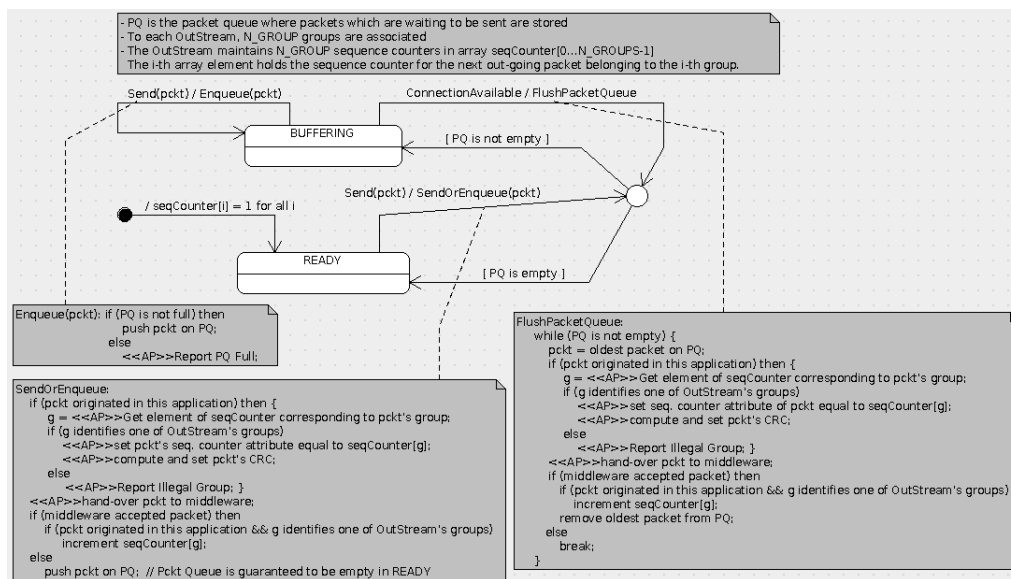 - PQ is the packet queue where packets which are waiting to be sent are stored
- To each OutStream, N_GROUP groups are associated
- The OutStream maintains N_GROUP sequence counters in array seqCounter[0...N_GROUPS-1]
The i-th array element holds the sequence counter for the next out-going packet belonging to the i-th group.
Send(pckt) / Enqueue(pckt)
ConnectionAvailable / FlushPacketQueue
BUFFERING
[ PQ is not empty ]
Send(pckt) / SendOrEnqueue(pckt)
/ seqCounter[i] = 1 for all i
READY
[ PQ is empty ]
Enqueue(pckt): if (PQ is not full) then
push pckt on PQ;
else
<<AP>>Report PQ Full;
SendOrEnqueue:
if (pckt originated in this application) then {
g = <<AP>>Get element of seqCounter corresponding to pckt's group;
if (g identifies one of OutStream's groups)
<<AP>>set pckt's seq. counter attribute equal to seqCounter[g];
<<AP>>compute and set pckt's CRC;
else
<<AP>>Report Illegal Group; }
<<AP>>hand-over pckt to middleware;
if (middleware accepted packet) then
if (pckt originated in this application && g identifies one of OutStream's groups)
increment seqCounter[g];
else
push pckt on PQ; // Pckt Queue is guaranteed to be empty in READY
FlushPacketQueue:
while (PQ is not empty) {
pckt = oldest packet on PQ;
if (pckt originated in this application) then {
g = <<AP>>Get element of seqCounter corresponding to pckt's group;
if (g identifies one of OutStream's groups)
<<AP>>set seq. counter attribute of pckt equal to seqCounter[g];
<<AP>>compute and set pckt's CRC;
else
<<AP>>Report Illegal Group; }
<<AP>>hand-over pckt to middleware;
if (middleware accepted packet) then
if (pckt originated in this application && g identifies one of OutStream's groups)
increment seqCounter[g];
remove oldest packet from PQ;
else
break;
}